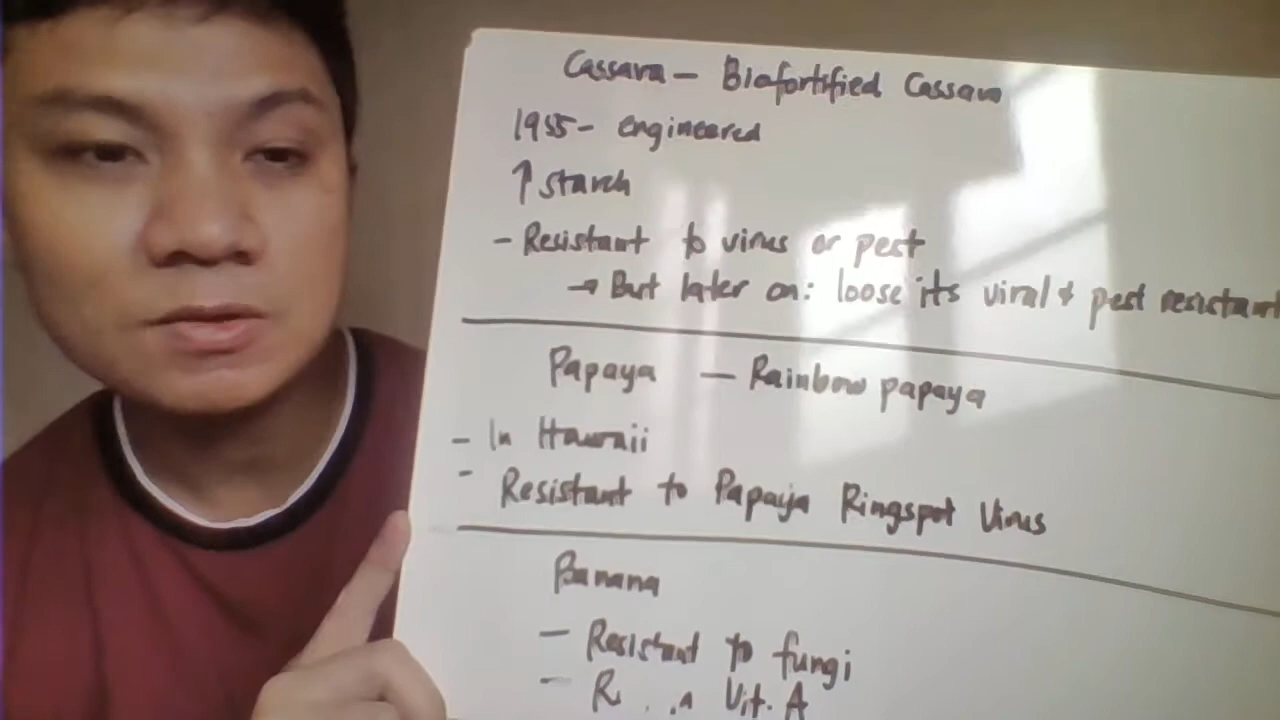 Cassava - Biofortified Cassava
1955 - engineered
↑ starch
- Resistant to virus or pest
→ But later on: loose its viral & pest resistant
Papaya - Rainbow papaya
- In Hawaii
- Resistant to Papaya Ringspot Virus
Banana
- Resistant to fungi
- Vit. A